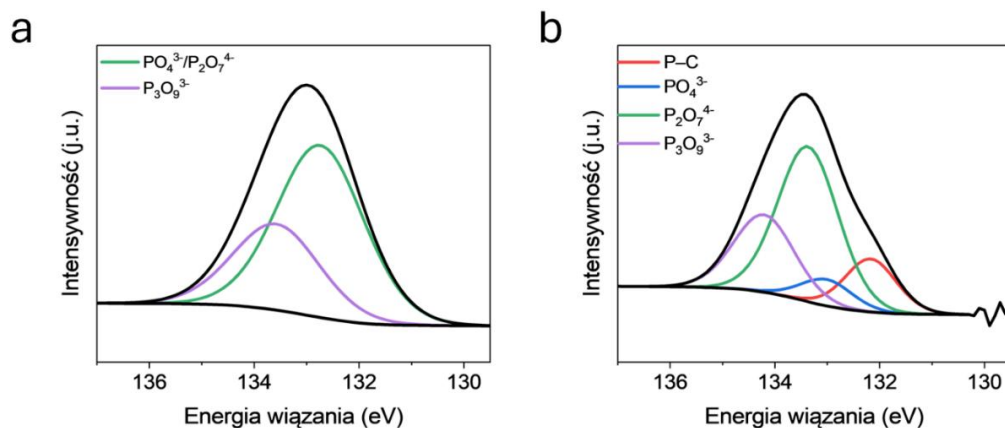 a
PO₄³⁻/P₂O₇⁴⁻
P₃O₉³⁻
Intensywność (j.u.)
136 134 132 130
Energia wiązania (eV)
b
P–C
PO₄³⁻
P₂O₇⁴⁻
P₃O₉³⁻
Intensywność (j.u.)
136 134 132 130
Energia wiązania (eV)